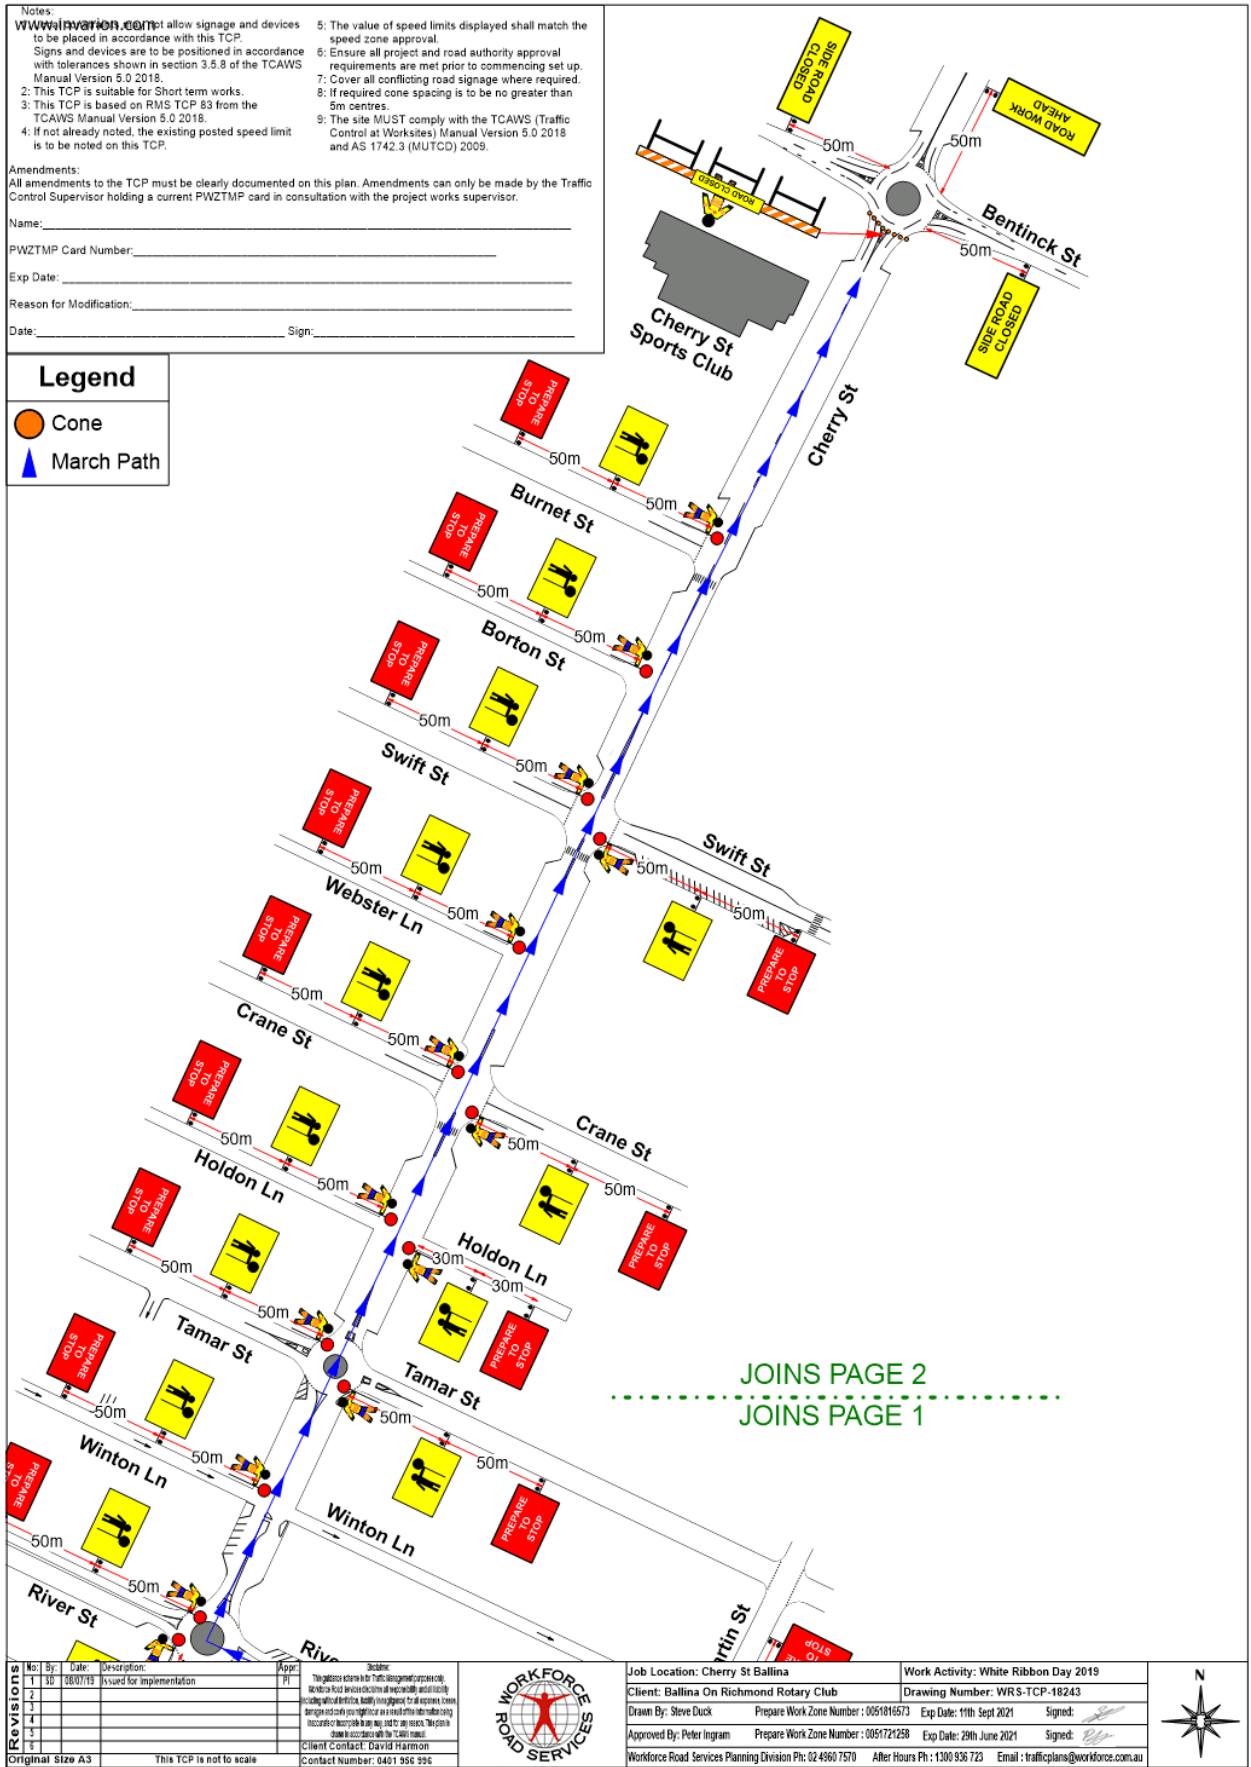 Notes:
www.invarion.com
not allow signage and devices
to be placed in accordance with this TCP.
Signs and devices are to be positioned in accordance
with tolerances shown in section 3.5.8 of the TCAWS
Manual Version 5.0 2018.
2: This TCP is suitable for Short term works.
3: This TCP is based on RMS TCP 83 from the
TCAWS Manual Version 5.0 2018.
4: If not already noted, the existing posted speed limit
is to be noted on this TCP.
5: The value of speed limits displayed shall match the
speed zone approval.
6: Ensure all project and road authority approval
requirements are met prior to commencing set up.
7: Cover all conflicting road signage where required.
8: If required cone spacing is to be no greater than
5m centres.
9: The site MUST comply with the TCAWS (Traffic
Control at Worksites) Manual Version 5.0 2018
and AS 1742.3 (MUTCD) 2009.
Amendments:
All amendments to the TCP must be clearly documented on this plan. Amendments can only be made by the Traffic
Control Supervisor holding a current PWZTMP card in consultation with the project works supervisor.
Name:
PWZTMP Card Number:
Exp Date:
Reason for Modification:
Date: Sign:
Legend
Cone
March Path
SIDE ROAD
CLOSED
ROAD WORK
AHEAD
50m
50m
ROAD CLOSED
Bentinck St
50m
SIDE ROAD
CLOSED
Cherry St
Sports Club
Cherry St
PREPARE
TO
STOP
50m
50m
Burnet St
PREPARE
TO
STOP
50m
50m
Borton St
PREPARE
TO
STOP
50m
50m
Swift St
Swift St
50m
50m
PREPARE
TO
STOP
PREPARE
TO
STOP
50m
50m
Webster Ln
PREPARE
TO
STOP
50m
50m
Crane St
Crane St
50m
50m
PREPARE
TO
STOP
PREPARE
TO
STOP
50m
50m
Holdon Ln
Holdon Ln
30m
30m
PREPARE
TO
STOP
PREPARE
TO
STOP
50m
50m
Tamar St
Tamar St
50m
50m
PREPARE
TO
STOP
JOINS PAGE 2
JOINS PAGE 1
PREPARE
TO
STOP
50m
50m
Winton Ln
Winton Ln
PREPARE
TO
STOP
50m
50m
River St
Rive
rtin St
STOP
TO
Revisions
No: By: Date: Description: Appr:
1 SD 08/07/19 Issued for Implementation PI
2
3
4
5
6
Original Size A3 This TCP is not to scale
Disclaimer:
Client Contact: David Harmon
Contact Number: 0401 956 996
WORKFORCE
ROAD SERVICES
Job Location: Cherry St Ballina Work Activity: White Ribbon Day 2019
Client: Ballina On Richmond Rotary Club Drawing Number: WRS-TCP-18243
Drawn By: Steve Duck Prepare Work Zone Number : 0051816573 Exp Date: 11th Sept 2021 Signed:
Approved By: Peter Ingram Prepare Work Zone Number : 0051721258 Exp Date: 29th June 2021 Signed:
Workforce Road Services Planning Division Ph: 02 4960 7570 After Hours Ph : 1300 936 723 Email : trafficplans@workforce.com.au
N